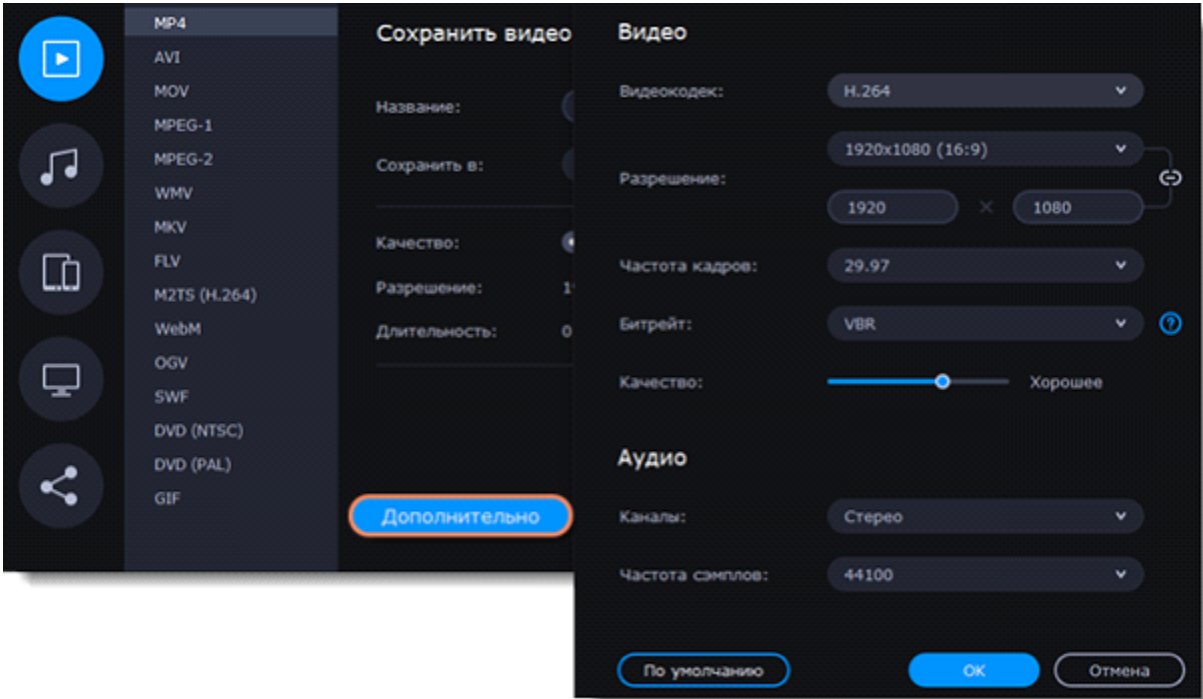 MP4
AVI
MOV
MPEG-1
MPEG-2
WMV
MKV
FLV
M2TS (H.264)
WebM
OGV
SWF
DVD (NTSC)
DVD (PAL)
GIF
Сохранить видео
Название:
Сохранить в:
Качество:
Разрешение: 1
Длительность: 0
Дополнительно
Видео
Видеокодек: H.264
1920x1080 (16:9)
Разрешение:
1920 × 1080
Частота кадров: 29.97
Битрейт: VBR ?
Качество: Хорошее
Аудио
Каналы: Стерео
Частота сэмплов: 44100
По умолчанию OK Отмена